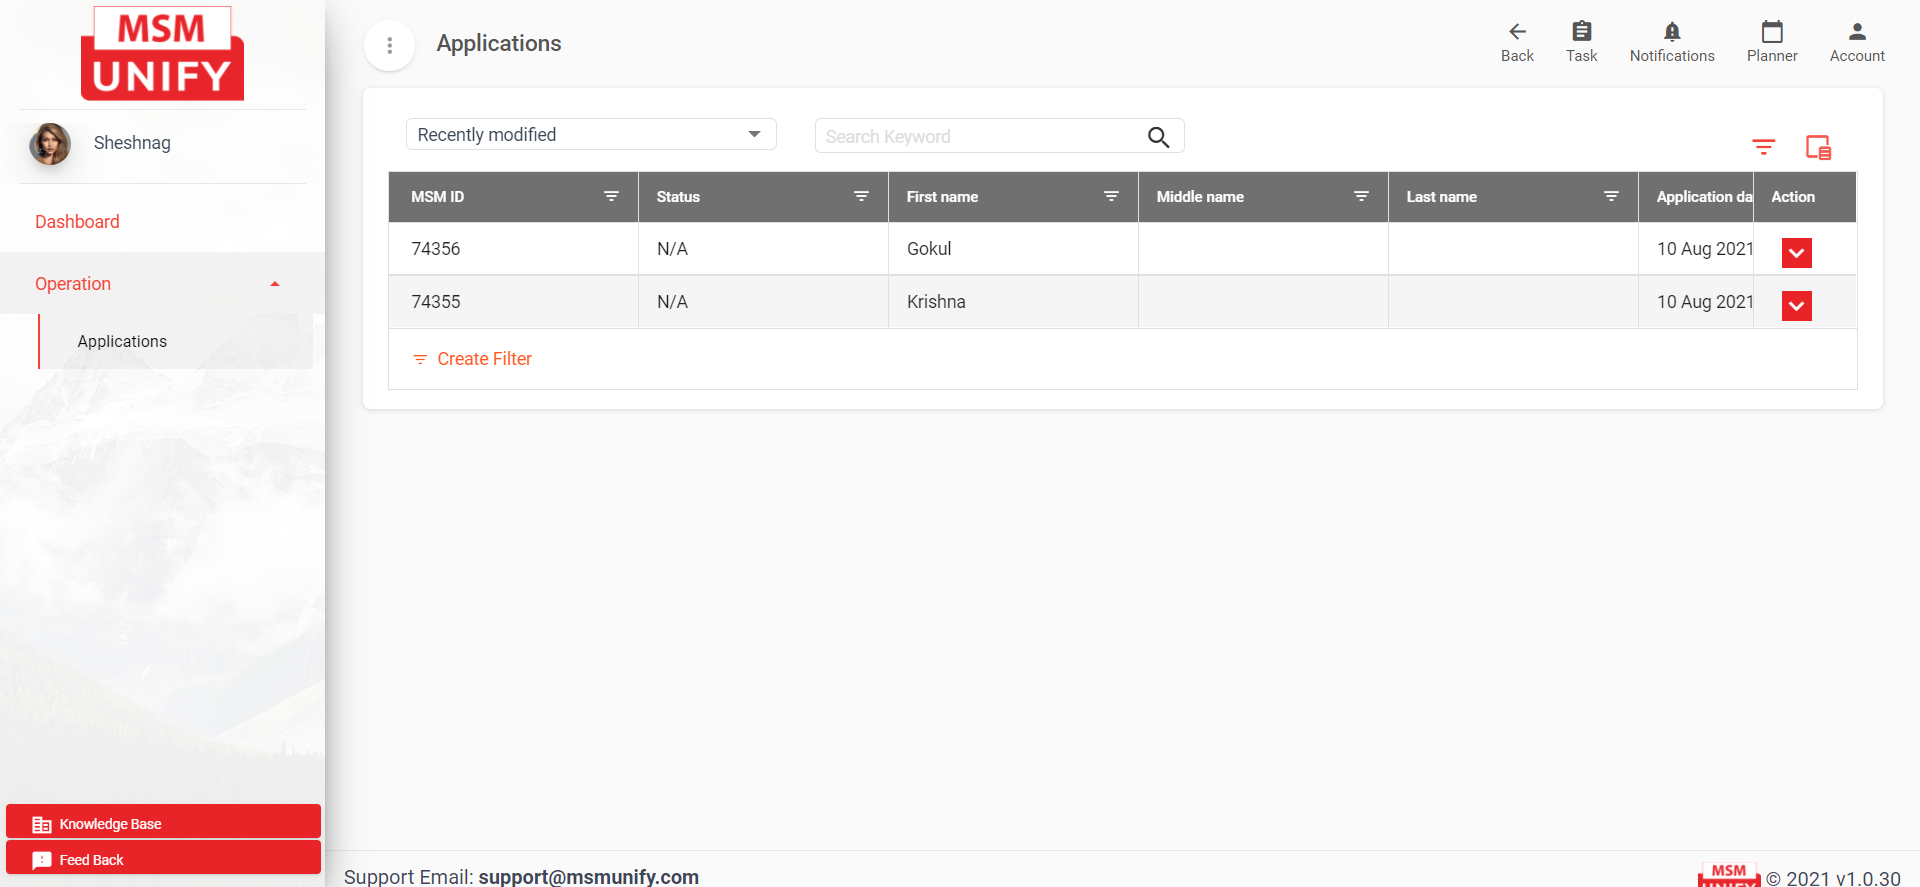 MSM
UNIFY
Sheshnag
Dashboard
Operation
Applications
Knowledge Base
Feed Back
Applications
Back
Task
Notifications
Planner
Account
Recently modified
Search Keyword
MSM ID Status First name Middle name Last name Application da Action
74356 N/A Gokul 10 Aug 2021
74355 N/A Krishna 10 Aug 2021
Create Filter
Support Email: support@msmunify.com
MSM
UNIFY
© 2021 v1.0.30